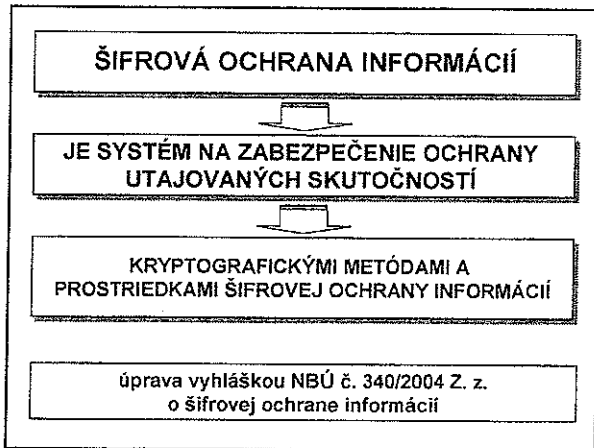 ŠIFROVÁ OCHRANA INFORMÁCIÍ
JE SYSTÉM NA ZABEZPEČENIE OCHRANY
UTAJOVANÝCH SKUTOČNOSTÍ
KRYPTOGRAFICKÝMI METÓDAMI A
PROSTRIEDKAMI ŠIFROVEJ OCHRANY INFORMÁCIÍ
úprava vyhláškou NBÚ č. 340/2004 Z. z.
o šifrovej ochrane informácií